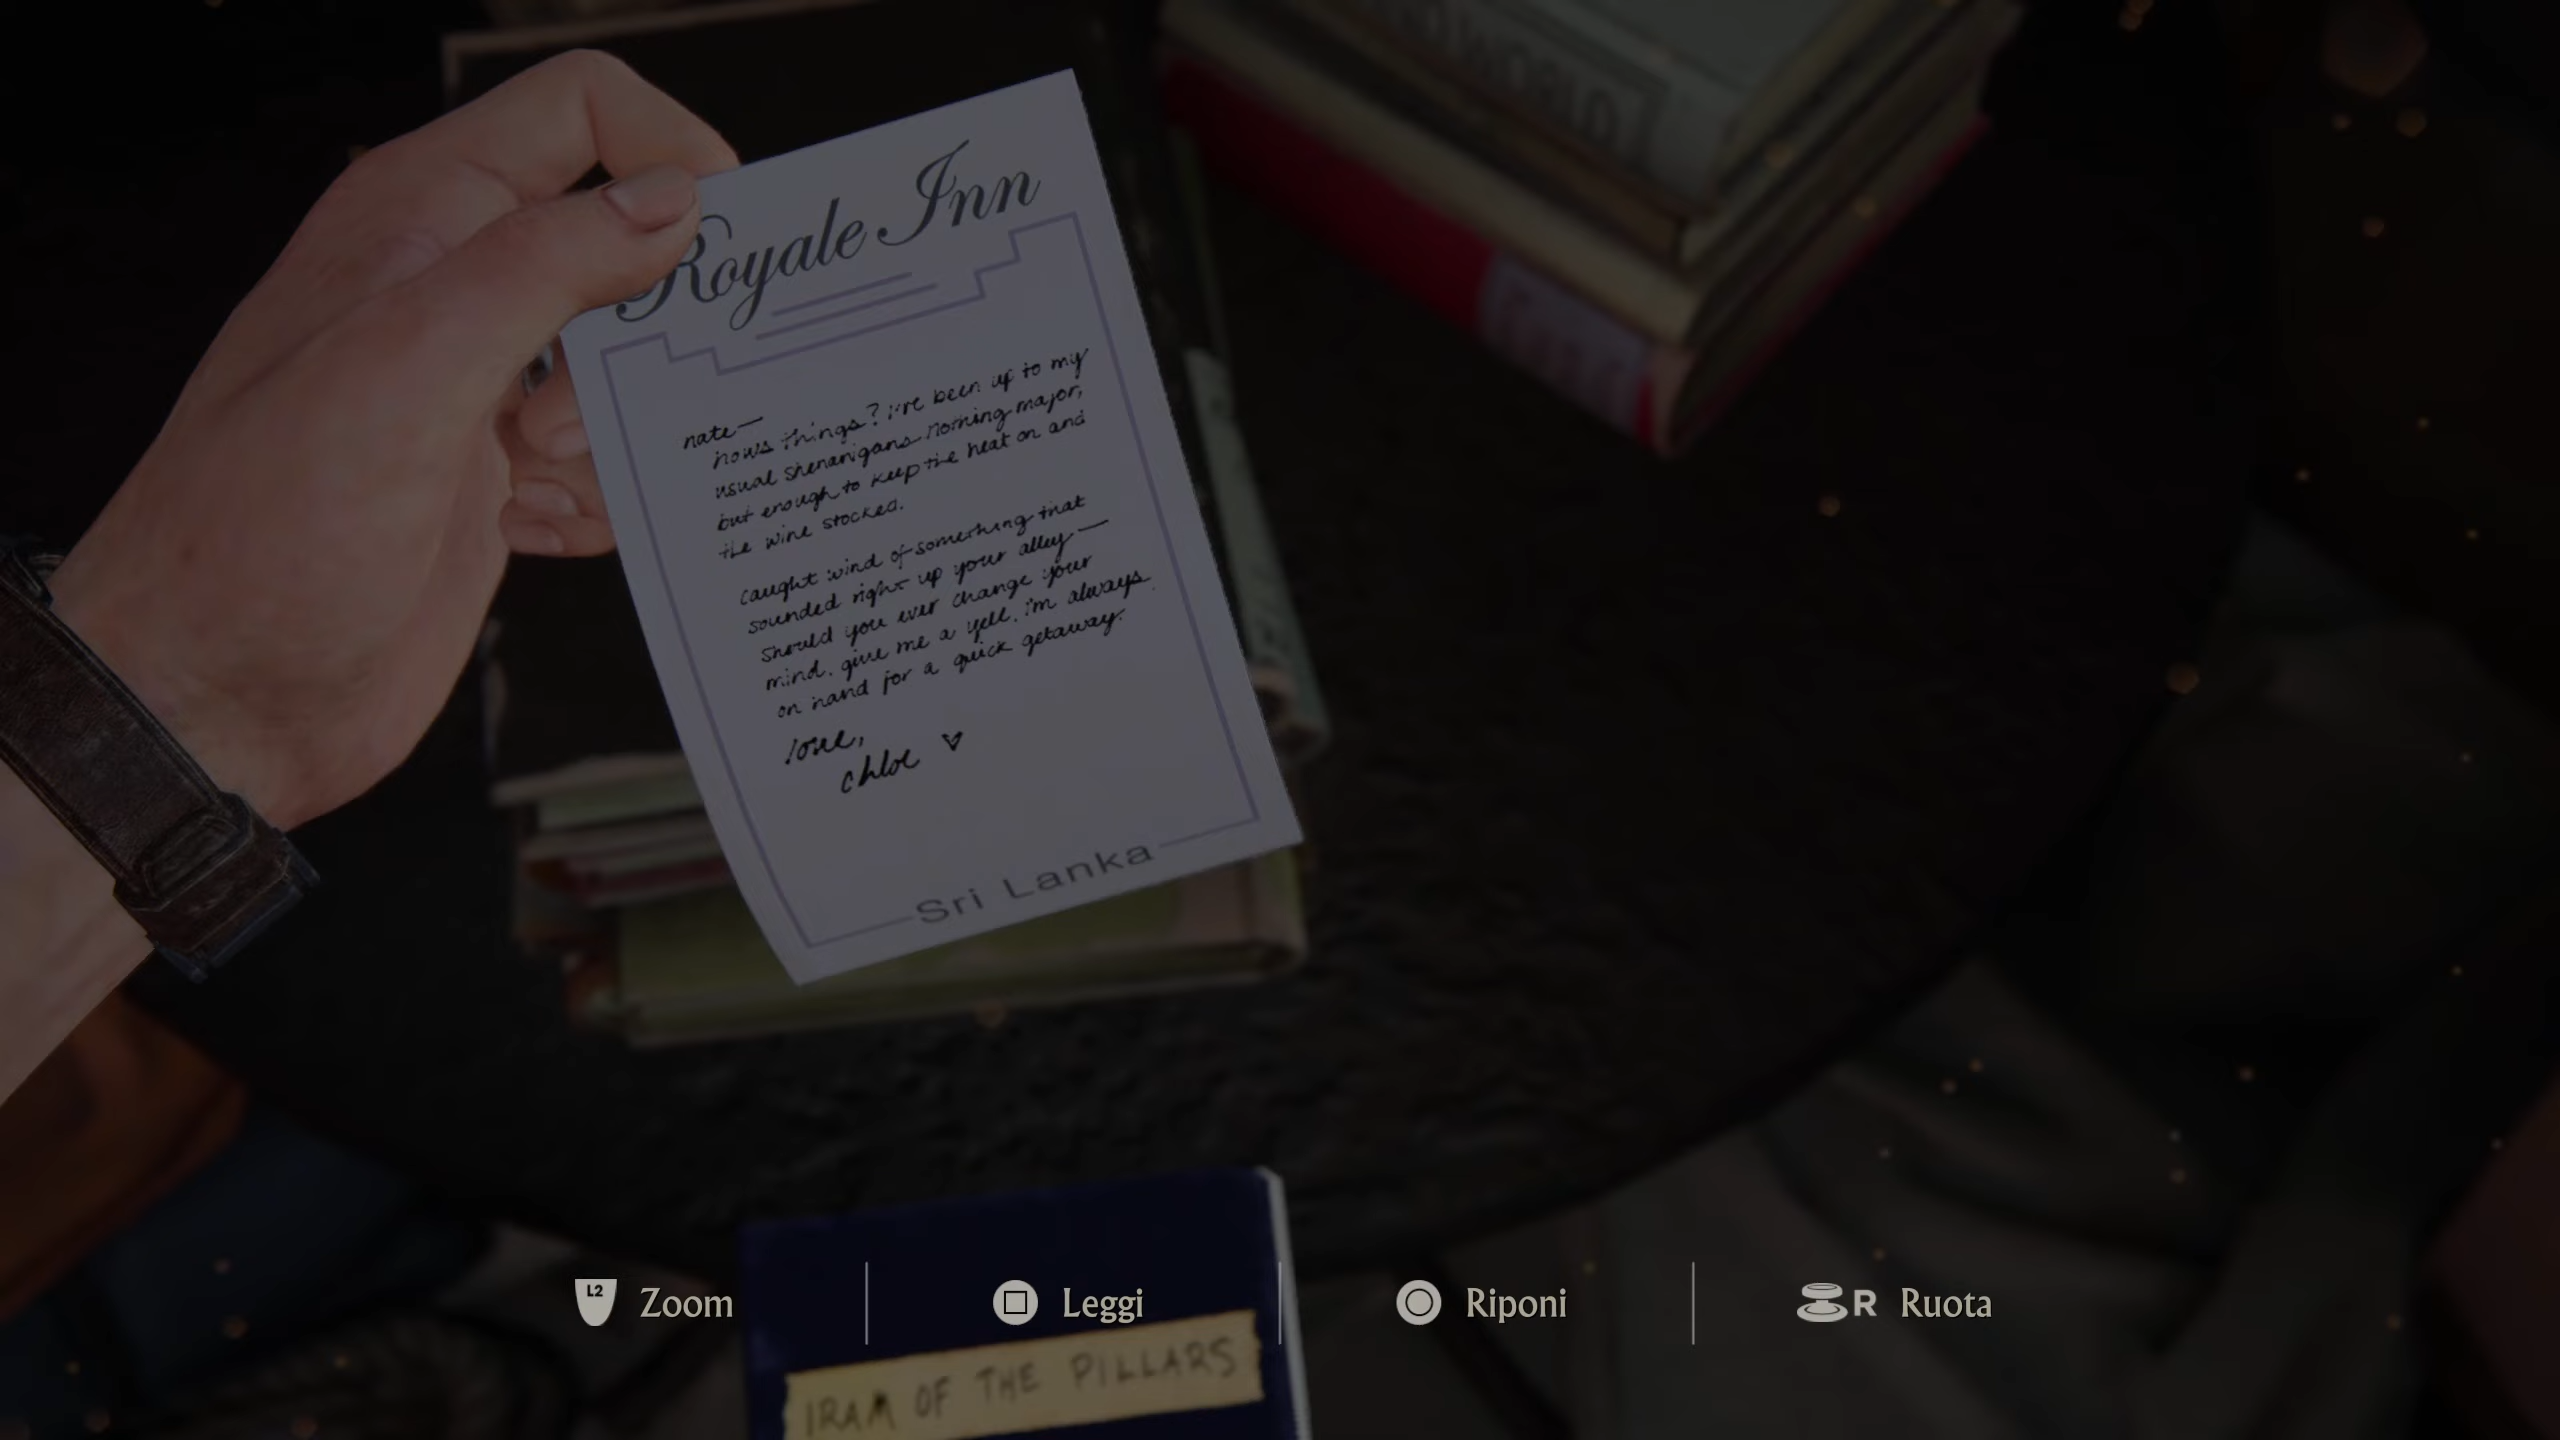 WORLD
Royale Inn
nate—
hows things? i've been up to my
usual shenanigans. nothing major,
but enough to keep the heat on and
the wine stocked.
caught wind of something that
sounded right up your alley—
should you ever change your
mind, give me a yell. i'm always
on hand for a quick getaway.
love,
chloe
Sri Lanka
L2 Zoom
Leggi
Riponi
R Ruota
IRAM OF THE PILLARS